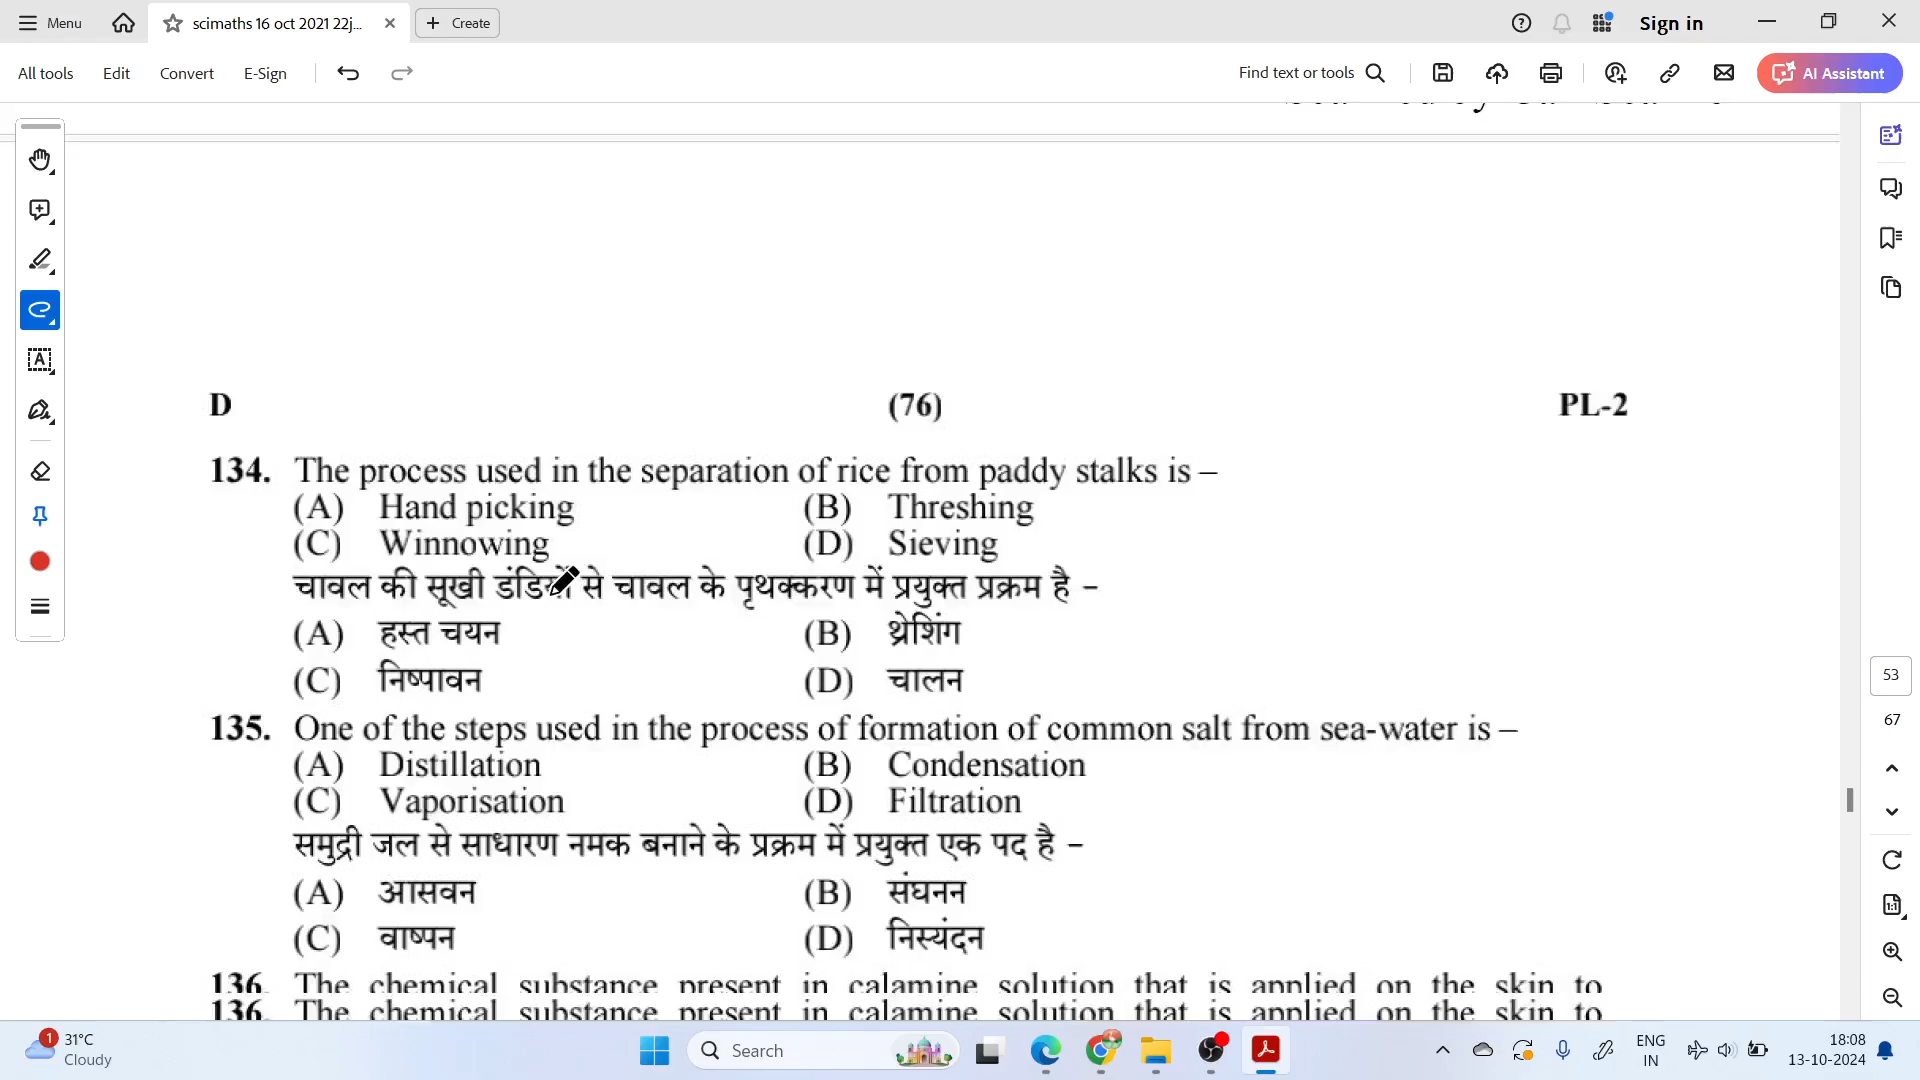 Menu
scimaths 16 oct 2021 22j...
Create
Sign in
All tools
Edit
Convert
E-Sign
Find text or tools
AI Assistant
D (76) PL-2
134. The process used in the separation of rice from paddy stalks is –
(A) Hand picking (B) Threshing
(C) Winnowing (D) Sieving
चावल की सूखी से चावल के पृथक्करण में प्रयुक्त प्रक्रम है –
(A) हस्त चयन (B) थ्रेशिंग
(C) निष्पावन (D) चालन
135. One of the steps used in the process of formation of common salt from sea-water is –
(A) Distillation (B) Condensation
(C) Vaporisation (D) Filtration
समुद्री जल से साधारण नमक बनाने के प्रक्रम में प्रयुक्त एक पद है –
(A) आसवन (B) संघनन
(C) वाष्पन (D) निस्यंदन
136. The chemical substance present in calamine solution that is applied on the skin to
136. The chemical substance present in calamine solution that is applied on the skin to
53
67
1:1
1
31°C
Cloudy
Search
ENG
IN
18:08
13-10-2024